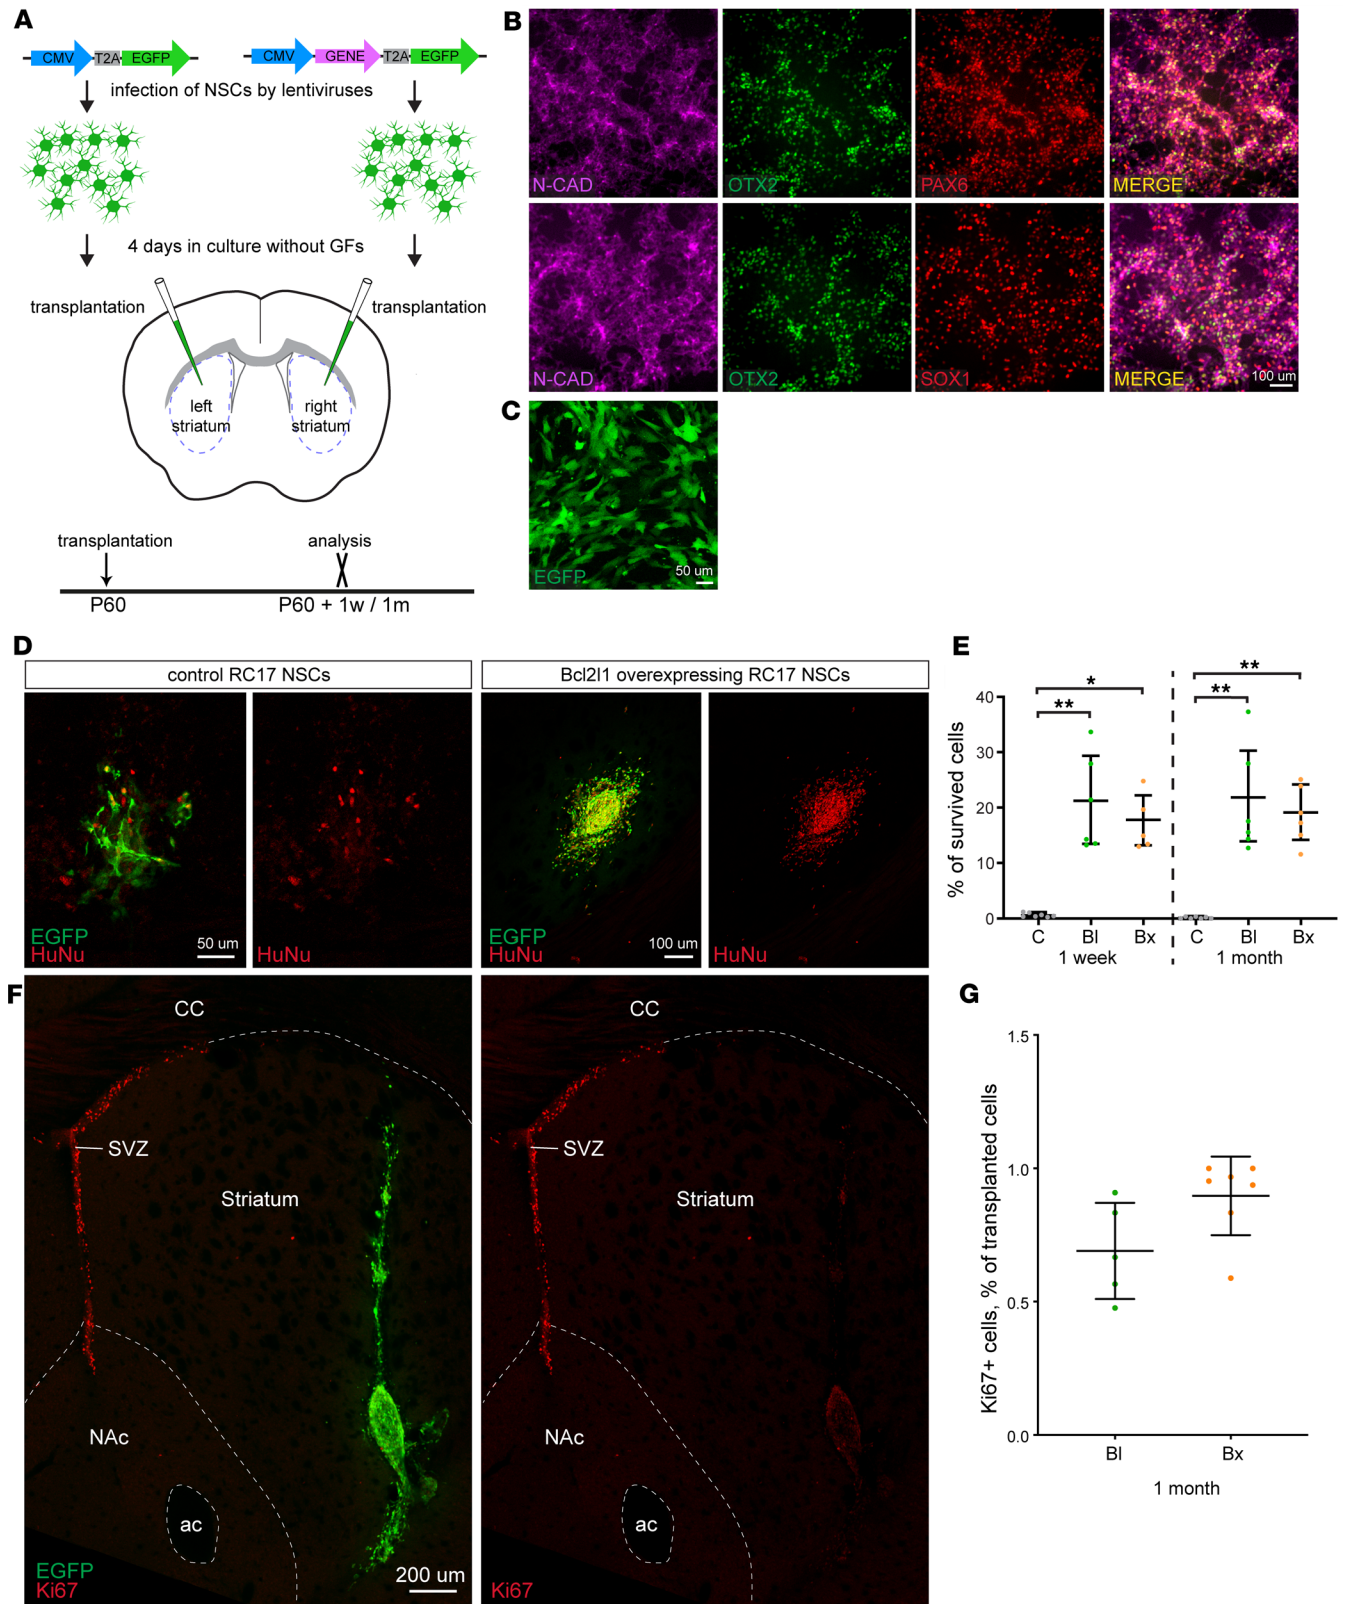 A
CMV
T2A
EGFP
CMV
GENE
T2A
EGFP
infection of NSCs by lentiviruses
4 days in culture without GFs
transplantation
transplantation
left
striatum
right
striatum
transplantation
analysis
P60
P60 + 1w / 1m
B
N-CAD
OTX2
PAX6
MERGE
N-CAD
OTX2
SOX1
MERGE
100 um
C
EGFP
50 um
D
control RC17 NSCs
Bcl2l1 overexpressing RC17 NSCs
EGFP
HuNu
50 um
HuNu
EGFP
HuNu
100 um
HuNu
E
% of survived cells
40
30
20
10
0
**
*
**
**
C
Bl
Bx
C
Bl
Bx
1 week
1 month
F
CC
SVZ
Striatum
NAc
ac
EGFP
Ki67
200 um
CC
SVZ
Striatum
NAc
ac
Ki67
G
Ki67+ cells, % of transplanted cells
1.5
1.0
0.5
0.0
Bl
Bx
1 month